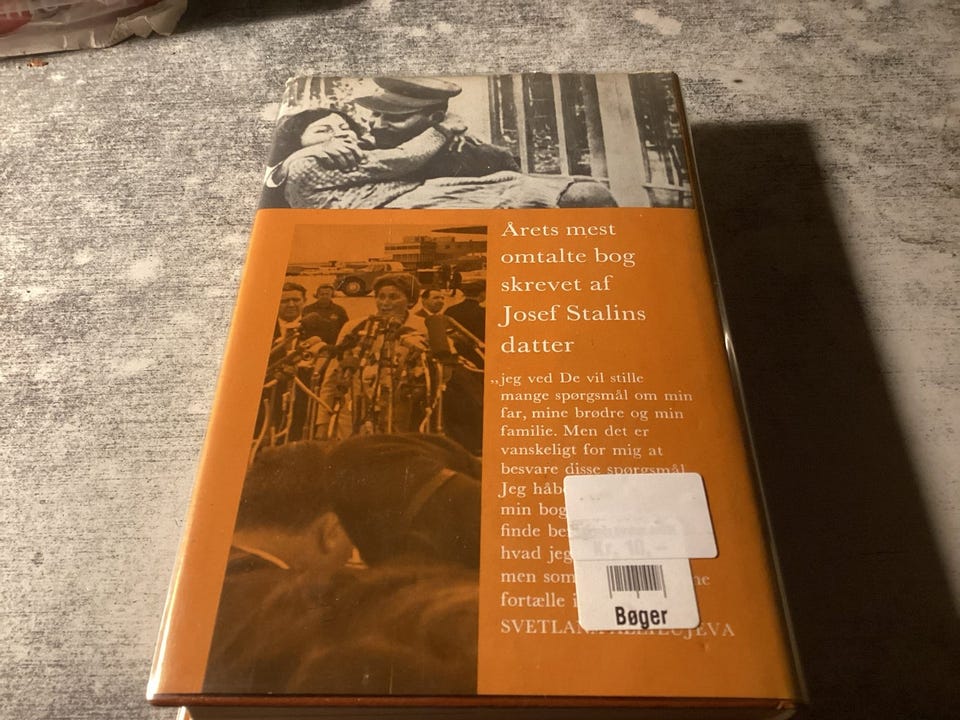 Årets mest
omtalte bog
skrevet af
Josef Stalins
datter
„jeg ved De vil stille
mange spørgsmål om min
far, mine brødre og min
familie. Men det er
vanskeligt for mig at
besvare disse spørgsmål
Jeg
min bog
finde
hvad jeg
men som
fortælle
SVETLANA ALLILUJEVA
Kr. 10,-
Bøger